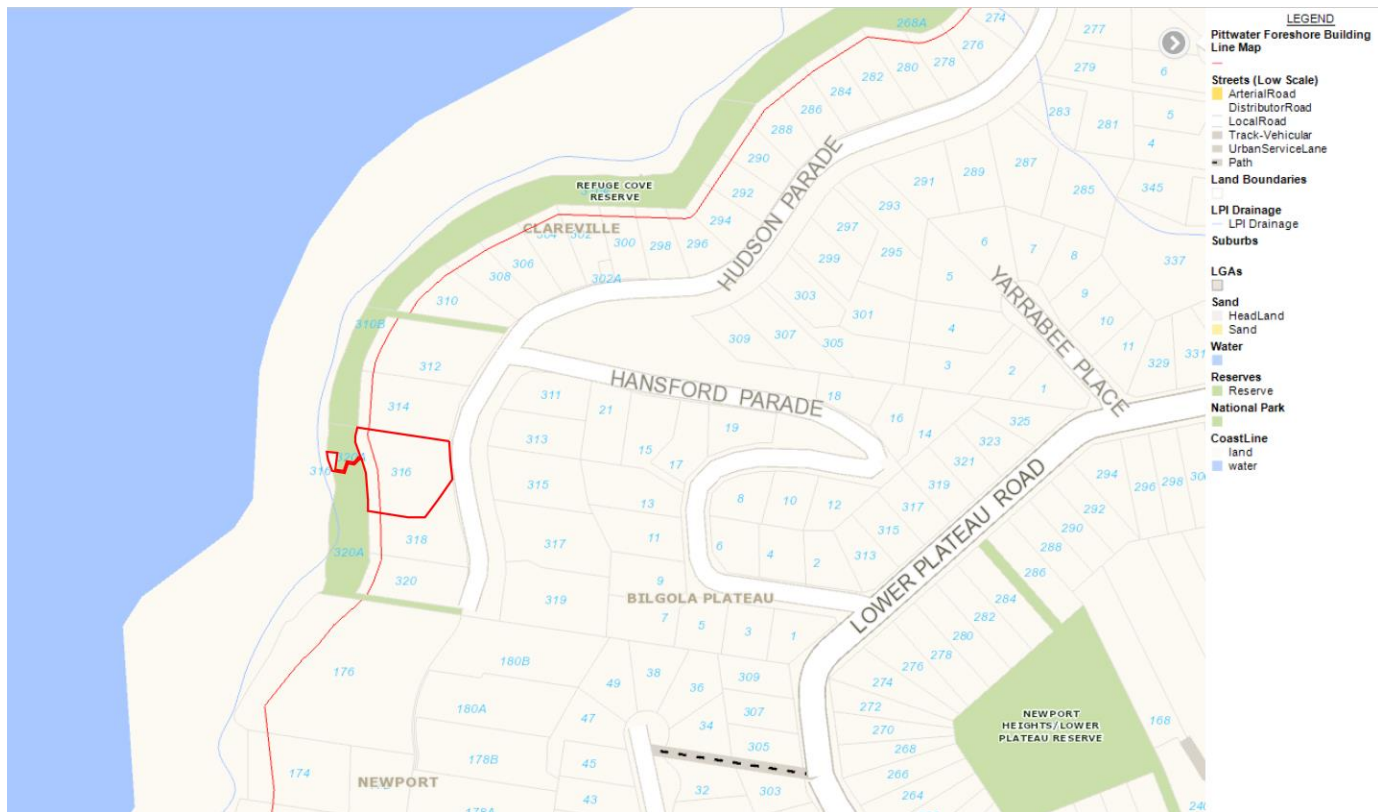 268A
274
276
278
280
282
284
286
288
290
292
294
277
279
6
283
281
5
4
287
289
285
345
291
293
297
295
299
6
7
8
337
5
303
301
9
10
11
329
331
REFUGE COVE
RESERVE
CLAREVILLE
302
300
298
296
306
308
302A
310
310B
HUDSON PARADE
YARRABEE PLACE
309
307
305
4
3
2
1
312
314
HANSFORD PARADE
311
21
18
16
14
325
323
321
319
317
315
313
313
15
17
19
316
320A
315
13
8
10
12
318
11
6
4
2
320A
320
317
319
9
7
5
3
1
BILGOLA PLATEAU
LOWER PLATEAU ROAD
294
296
298
292
290
288
286
284
282
280
278
276
274
272
270
268
266
264
176
180B
49
38
36
309
307
305
303
34
32
180A
47
178B
45
43
174
NEWPORT
178A
NEWPORT
HEIGHTS/LOWER
PLATEAU RESERVE
168
LEGEND
Pittwater Foreshore Building
Line Map
Streets (Low Scale)
ArterialRoad
DistributorRoad
LocalRoad
Track-Vehicular
UrbanServiceLane
Path
Land Boundaries
LPI Drainage
LPI Drainage
Suburbs
LGAs
Sand
HeadLand
Sand
Water
Reserves
Reserve
National Park
CoastLine
land
water